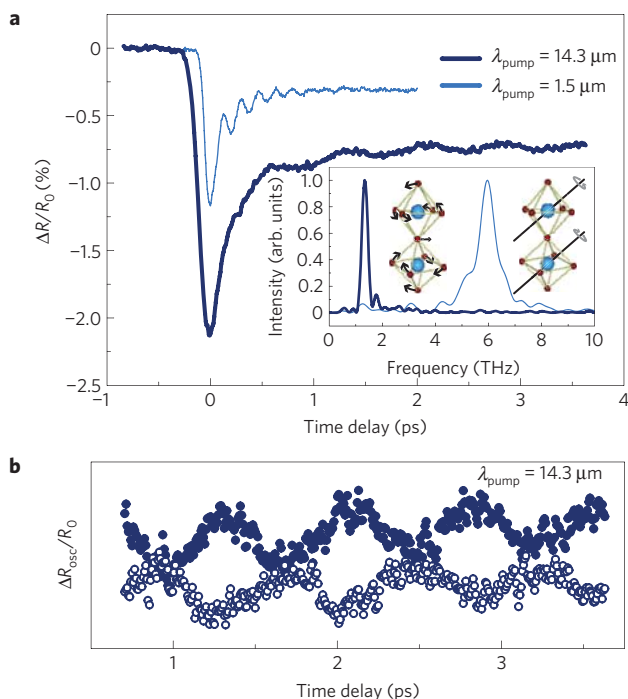 a
0
−0.5
−1.0
−1.5
−2.0
−2.5
ΔR/R0 (%)
λpump = 14.3 μm
λpump = 1.5 μm
1.0
0.8
0.6
0.4
0.2
0
Intensity (arb. units)
0 2 4 6 8 10
Frequency (THz)
−1 0 1 2 3 4
Time delay (ps)
b
λpump = 14.3 μm
ΔRosc/R0
1 2 3
Time delay (ps)